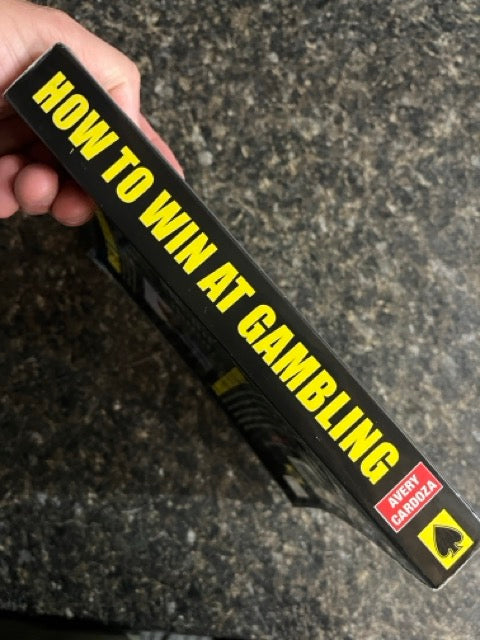 HOW TO WIN AT GAMBLING
AVERY
CARDOZA